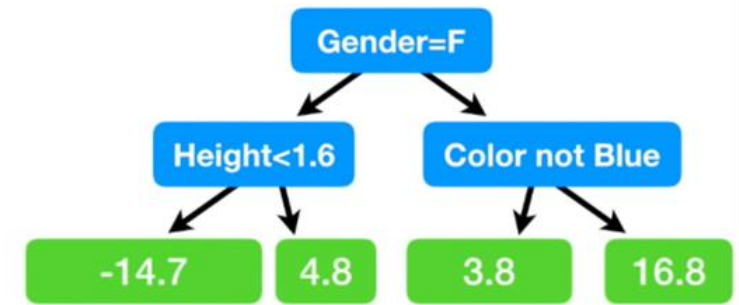 Gender=F
Height<1.6
Color not Blue
-14.7
4.8
3.8
16.8